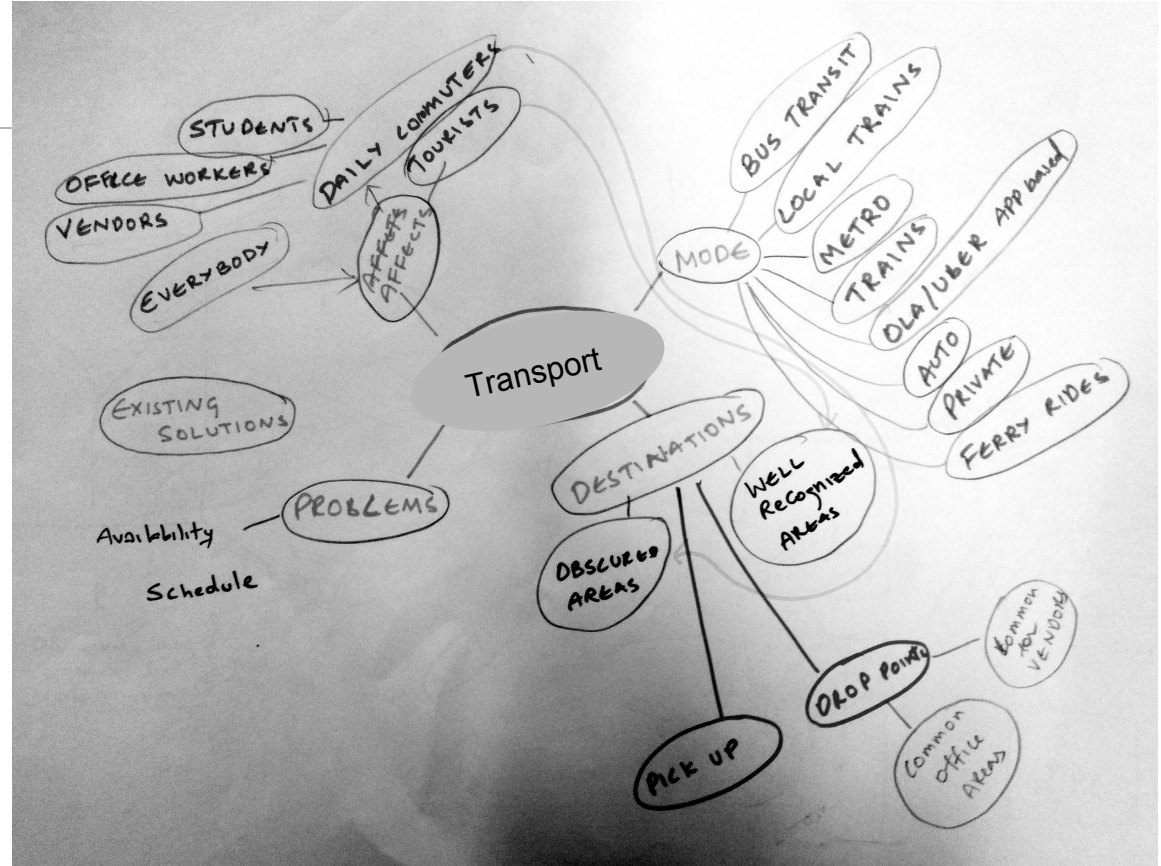 DAILY COMMUTERS
TOURISTS
STUDENTS
OFFICE WORKERS
VENDORS
EVERYBODY
AFFECTS
AFFECTS
BUS TRANSIT
LOCAL TRAINS
MODE
METRO
TRAINS
OLA/UBER APP based
AUTO
PRIVATE
FERRY RIDES
Transport
EXISTING
SOLUTIONS
PROBLEMS
Availability
Schedule
DESTINATIONS
WELL
Recognized
AREAS
OBSCURED
AREAS
PICK UP
DROP POINTS
Common
for
VENDORS
Common
Office
Areas